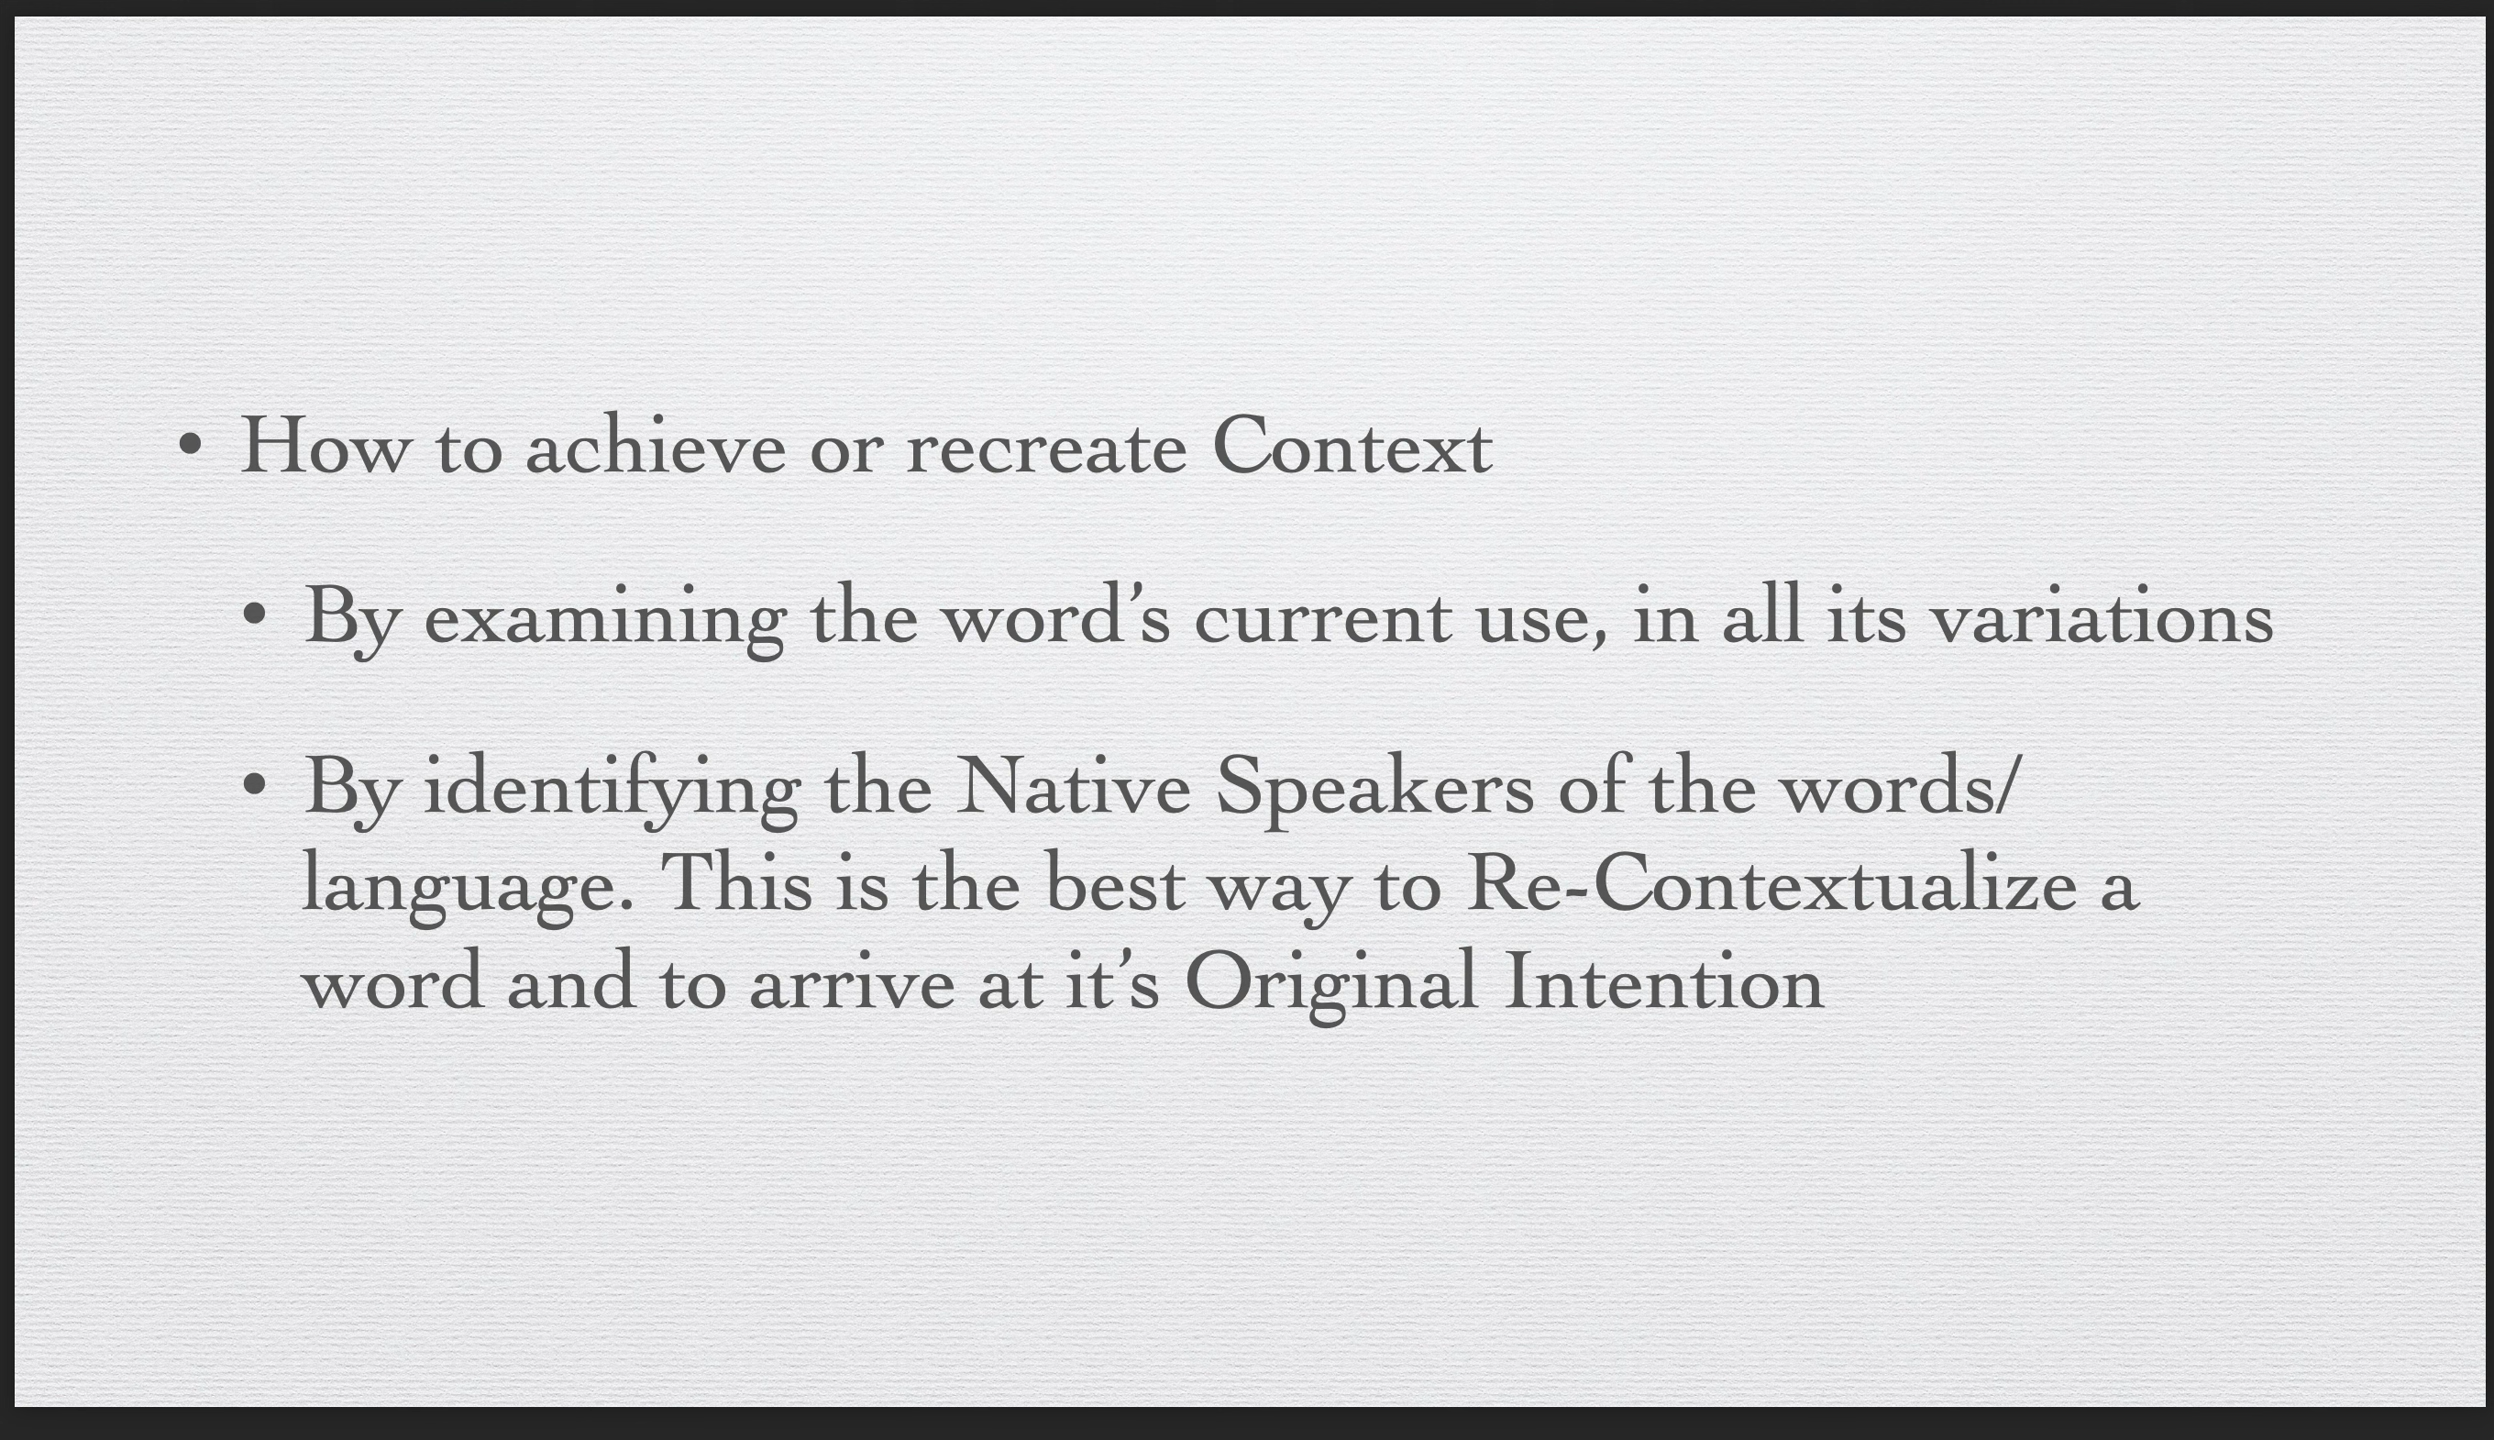 • How to achieve or recreate Context
• By examining the word’s current use, in all its variations
• By identifying the Native Speakers of the words/
language. This is the best way to Re-Contextualize a
word and to arrive at it’s Original Intention